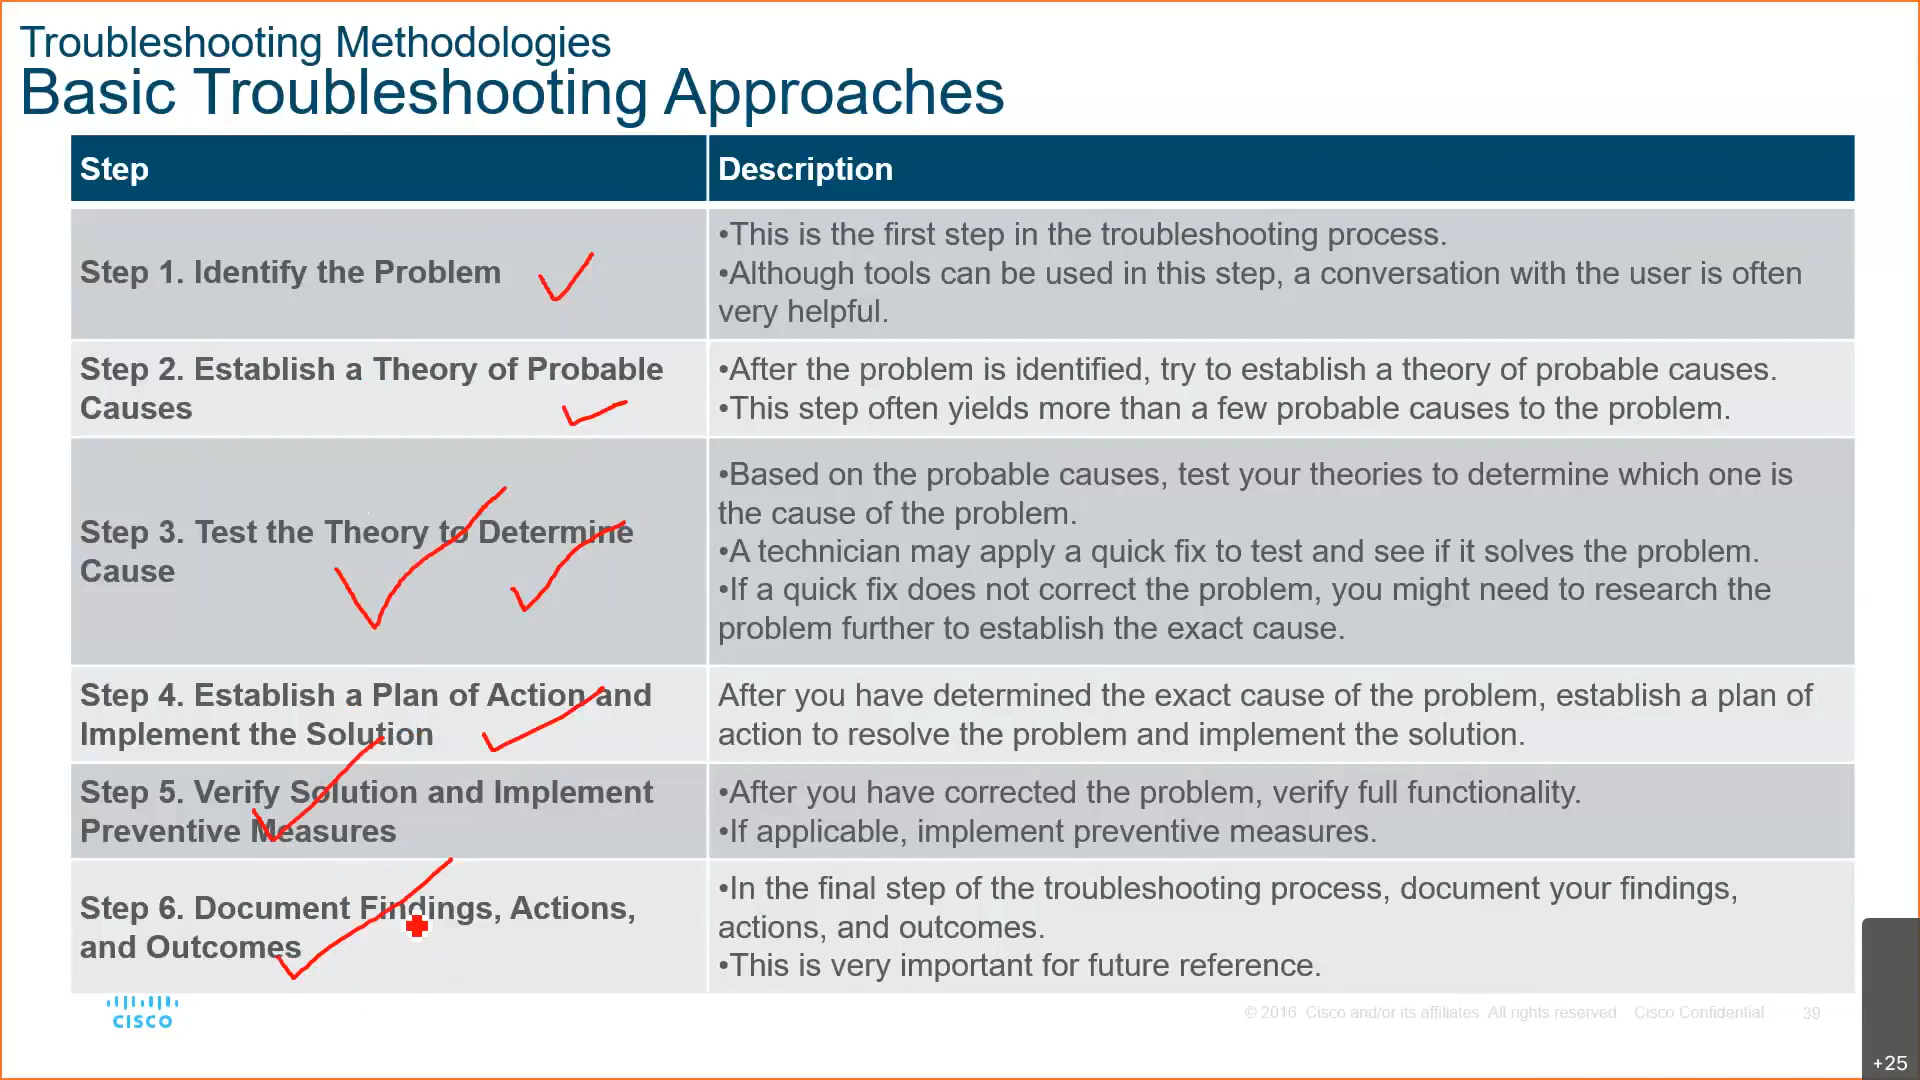 Troubleshooting Methodologies
Basic Troubleshooting Approaches
Step
Description
Step 1. Identify the Problem
•This is the first step in the troubleshooting process.
•Although tools can be used in this step, a conversation with the user is often
very helpful.
Step 2. Establish a Theory of Probable
Causes
•After the problem is identified, try to establish a theory of probable causes.
•This step often yields more than a few probable causes to the problem.
Step 3. Test the Theory to Determine
Cause
•Based on the probable causes, test your theories to determine which one is
the cause of the problem.
•A technician may apply a quick fix to test and see if it solves the problem.
•If a quick fix does not correct the problem, you might need to research the
problem further to establish the exact cause.
Step 4. Establish a Plan of Action and
Implement the Solution
After you have determined the exact cause of the problem, establish a plan of
action to resolve the problem and implement the solution.
Step 5. Verify Solution and Implement
Preventive Measures
•After you have corrected the problem, verify full functionality.
•If applicable, implement preventive measures.
Step 6. Document Findings, Actions,
and Outcomes
•In the final step of the troubleshooting process, document your findings,
actions, and outcomes.
•This is very important for future reference.
CISCO
© 2016 Cisco and/or its affiliates. All rights reserved. Cisco Confidential 39
+25